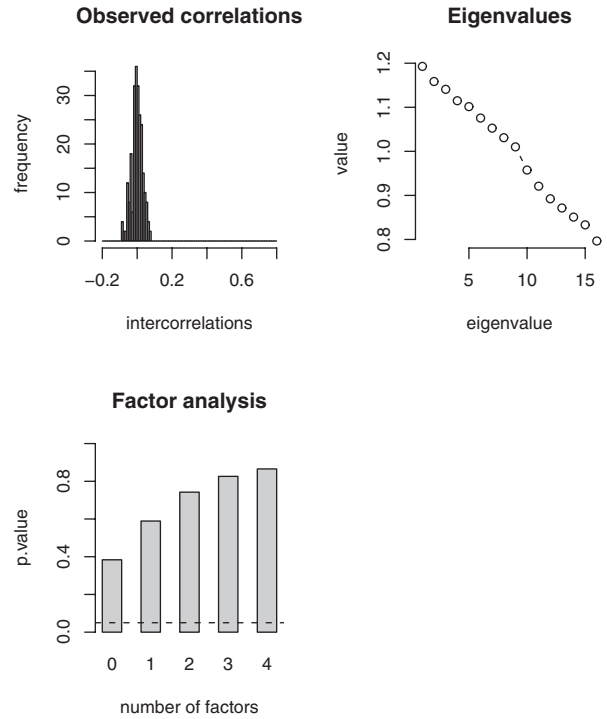 Observed correlations
frequency
0 10 20 30
−0.2 0.2 0.6
intercorrelations
Eigenvalues
value
0.8 0.9 1.0 1.1 1.2
5 10 15
eigenvalue
Factor analysis
p.value
0.0 0.4 0.8
0 1 2 3 4
number of factors